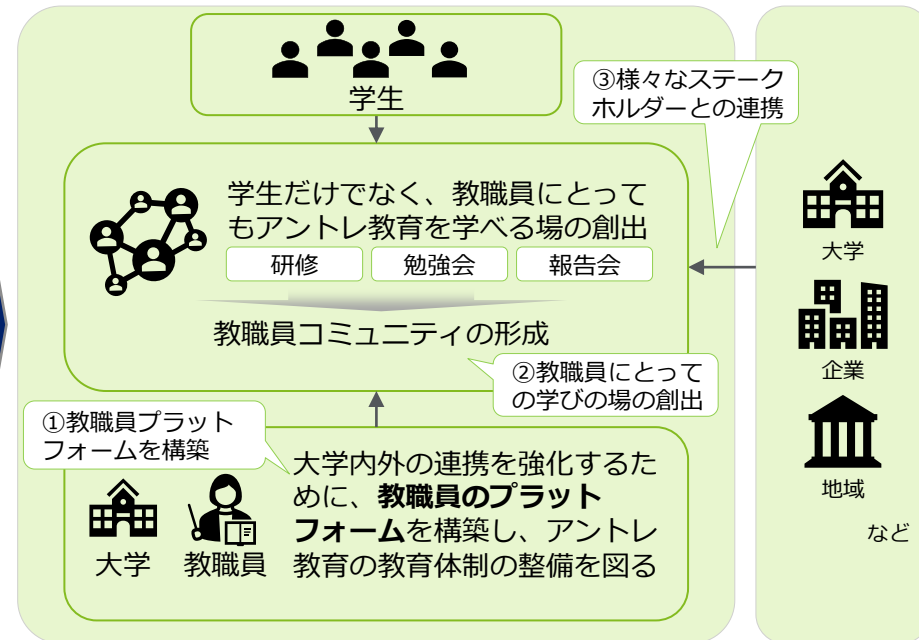 学生
③様々なステーク
ホルダーとの連携
学生だけでなく、教職員にとって
もアントレ教育を学べる場の創出
研修
勉強会
報告会
教職員コミュニティの形成
②教職員にとって
の学びの場の創出
①教職員プラット
フォームを構築
大学内外の連携を強化するた
めに、教職員のプラット
フォームを構築し、アントレ
教育の教育体制の整備を図る
大学
教職員
大学
企業
地域
など